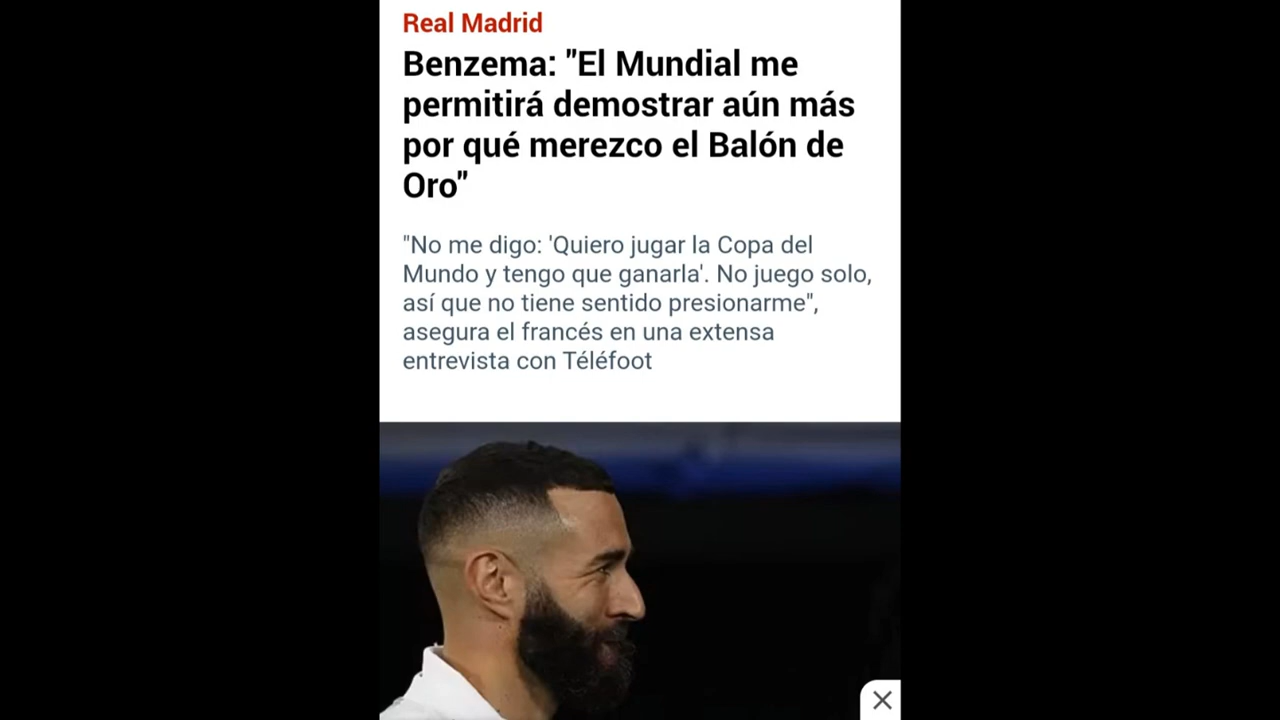 Real Madrid
Benzema: "El Mundial me
permitirá demostrar aún más
por qué merezco el Balón de
Oro"
"No me digo: 'Quiero jugar la Copa del
Mundo y tengo que ganarla'. No juego solo,
así que no tiene sentido presionarme",
asegura el francés en una extensa
entrevista con Téléfoot